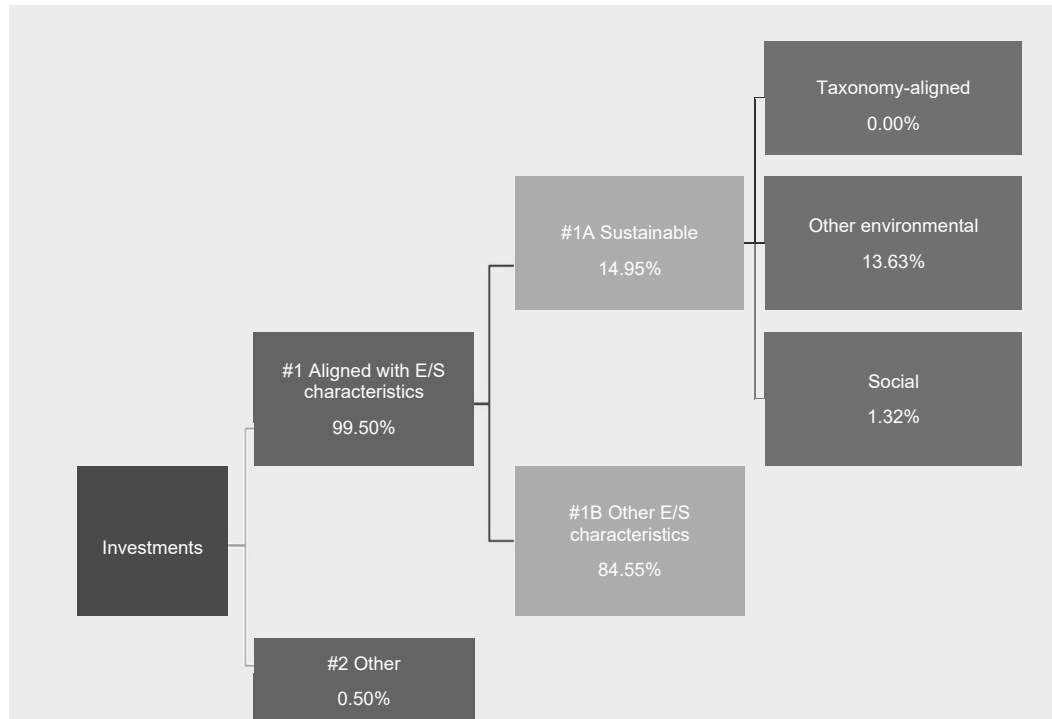 Taxonomy-aligned
0.00%
#1A Sustainable
14.95%
Other environmental
13.63%
#1 Aligned with E/S
characteristics
99.50%
Social
1.32%
Investments
#1B Other E/S
characteristics
84.55%
#2 Other
0.50%